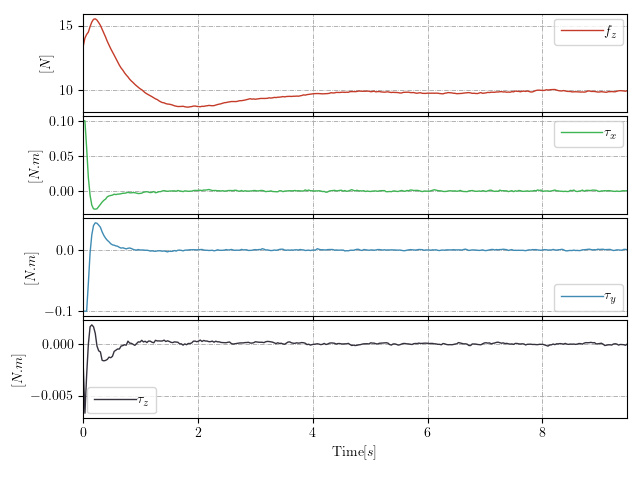 15
10
[N]
f_z
0.10
0.05
0.00
[N.m]
τ_x
0.0
−0.1
[N.m]
τ_y
0.000
−0.005
[N.m]
τ_z
0 2 4 6 8
Time[s]